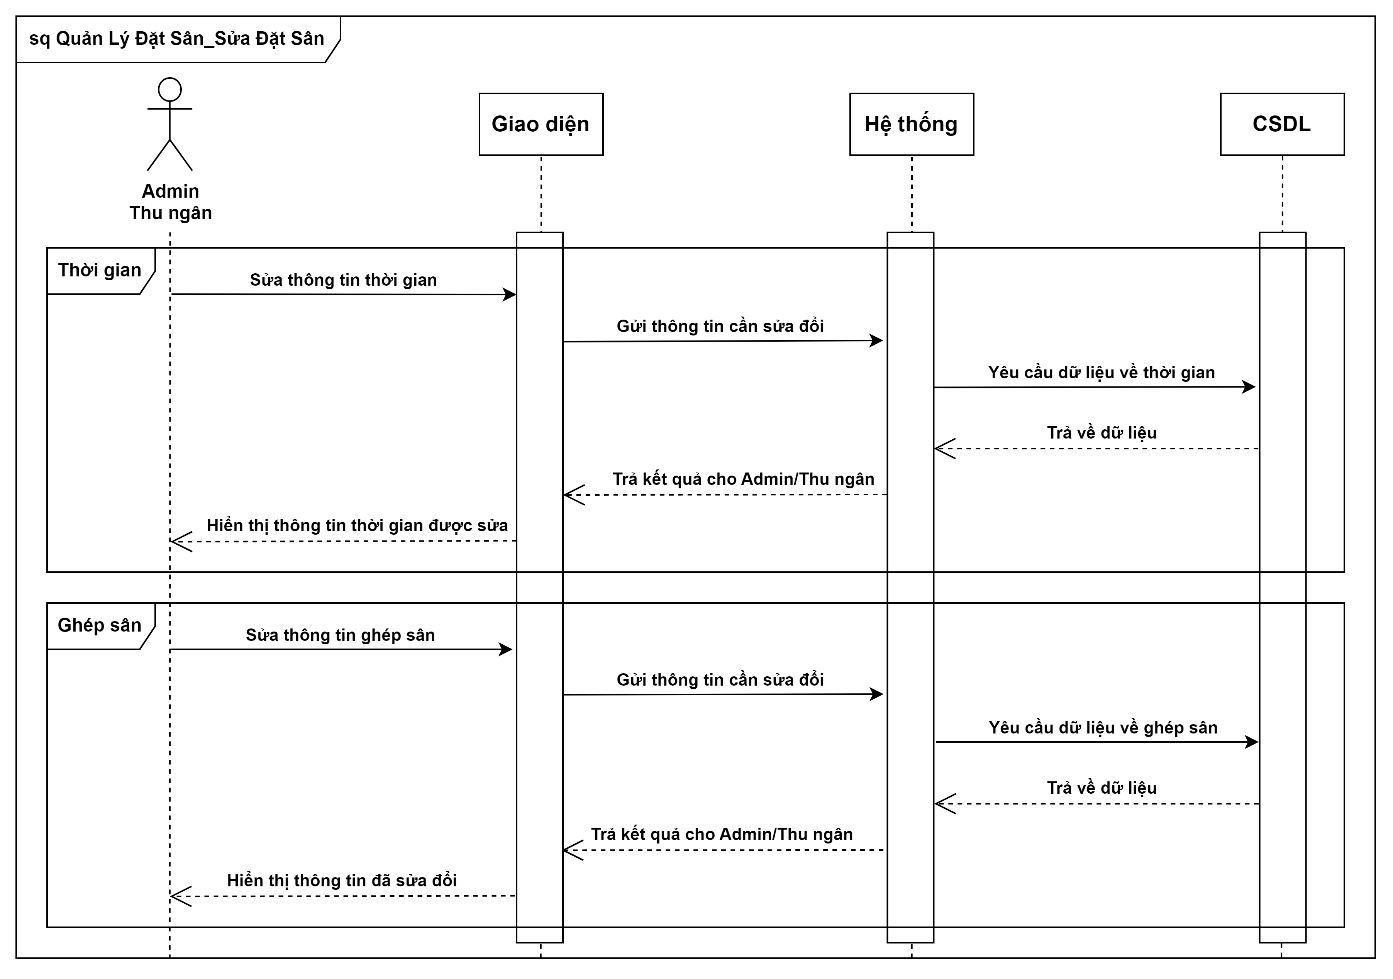 sq Quản Lý Đặt Sân_Sửa Đặt Sân
Giao diện
Hệ thống
CSDL
Admin
Thu ngân
Thời gian
Sửa thông tin thời gian
Gửi thông tin cần sửa đổi
Yêu cầu dữ liệu về thời gian
Trả về dữ liệu
Trả kết quả cho Admin/Thu ngân
Hiển thị thông tin thời gian được sửa
Ghép sân
Sửa thông tin ghép sân
Gửi thông tin cần sửa đổi
Yêu cầu dữ liệu về ghép sân
Trả về dữ liệu
Trả kết quả cho Admin/Thu ngân
Hiển thị thông tin đã sửa đổi